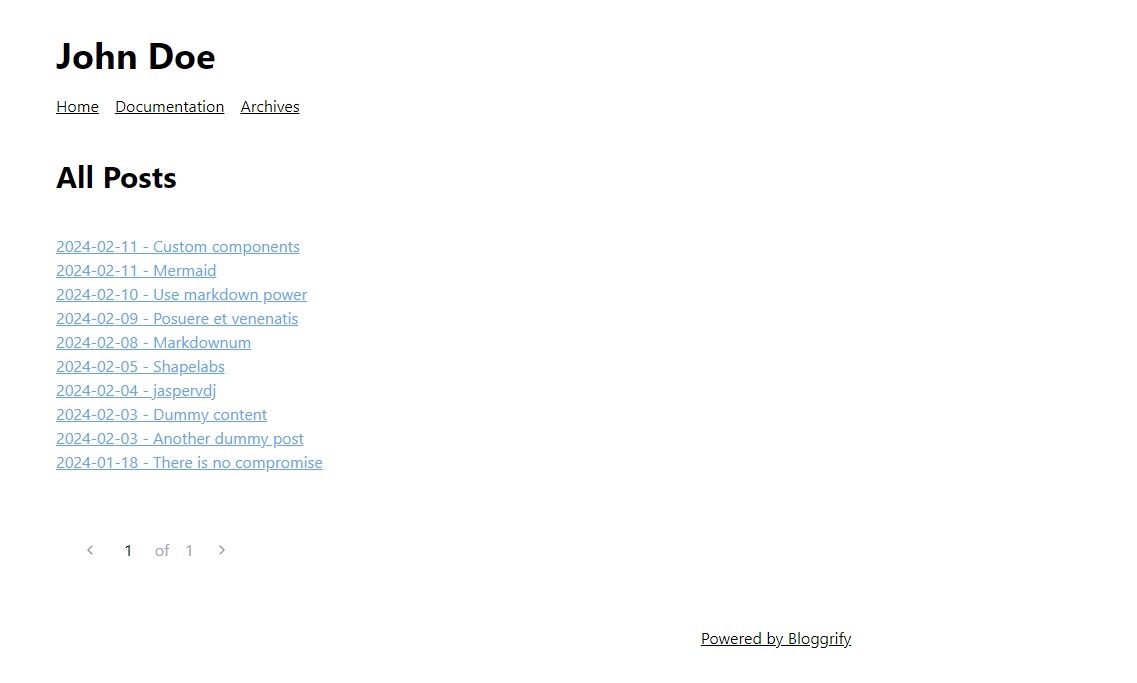 John Doe
Home Documentation Archives
All Posts
2024-02-11 - Custom components
2024-02-11 - Mermaid
2024-02-10 - Use markdown power
2024-02-09 - Posuere et venenatis
2024-02-08 - Markdownum
2024-02-05 - Shapelabs
2024-02-04 - jaspervdj
2024-02-03 - Dummy content
2024-02-03 - Another dummy post
2024-01-18 - There is no compromise
1 of 1
Powered by Bloggrify